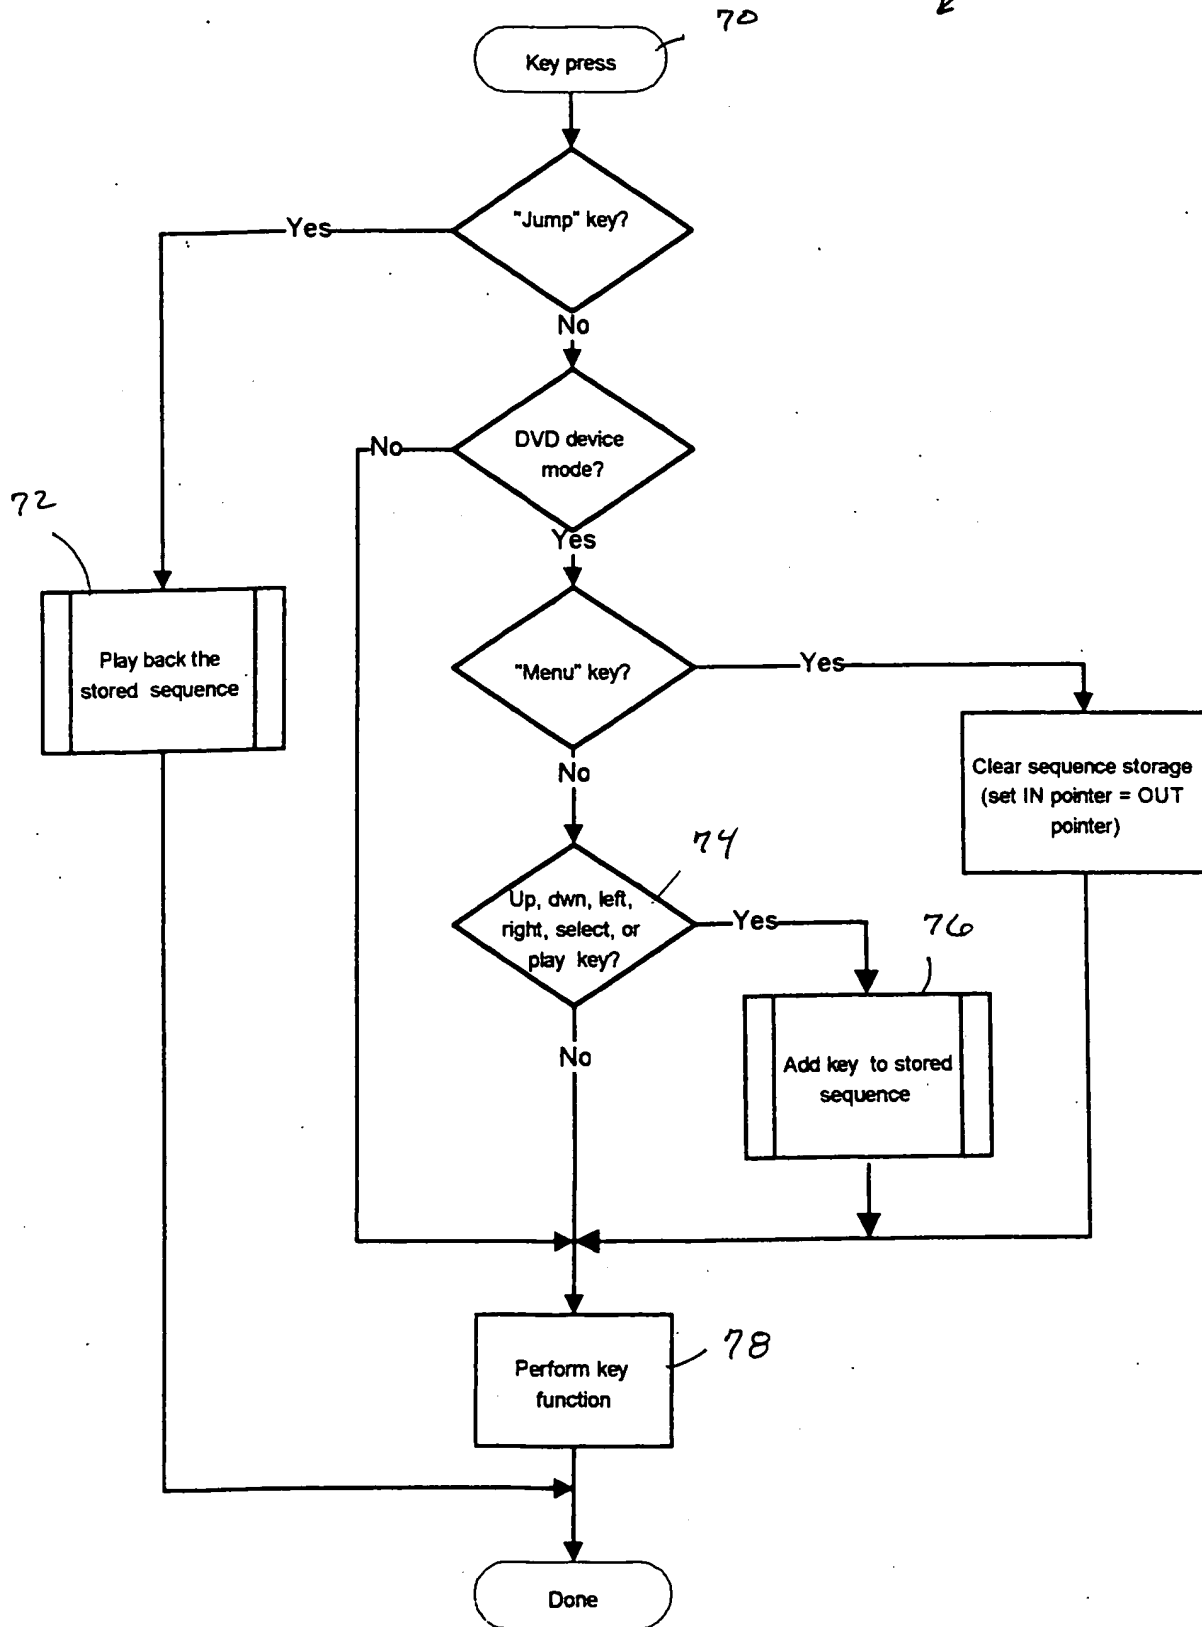 70
Key press
"Jump" key?
Yes
No
DVD device
mode?
No
Yes
72
Play back the
stored sequence
"Menu" key?
Yes
No
Clear sequence storage
(set IN pointer = OUT
pointer)
74
Up, dwn, left,
right, select, or
play key?
Yes
No
76
Add key to stored
sequence
Perform key
function
78
Done